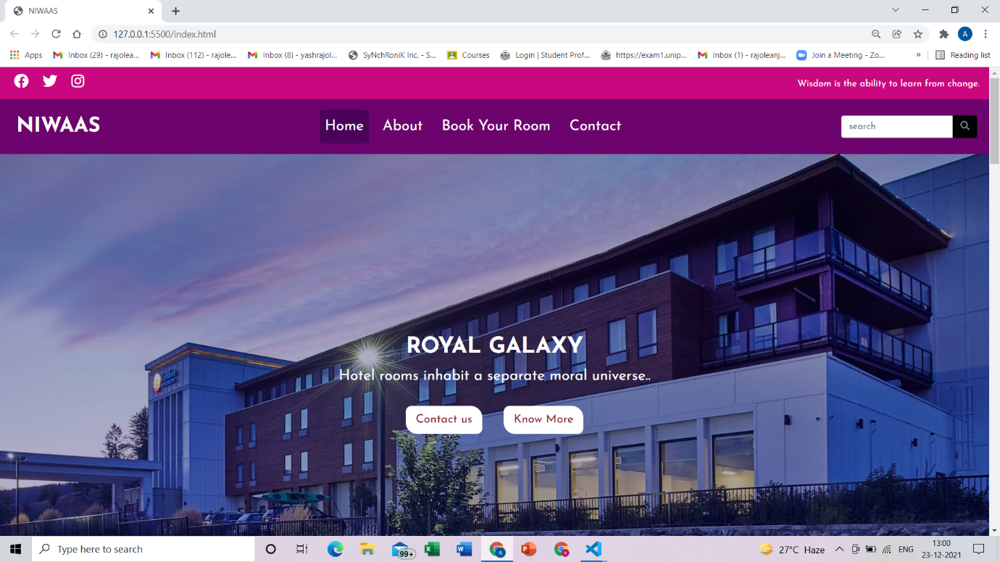 NIWAAS
127.0.0.1:5500/index.html
A
Apps
Inbox (29) - rajolea...
Inbox (112) - rajole...
Inbox (8) - yashrajol...
SyNchRoniK Inc. - S...
Courses
Login | Student Prof...
https://exam1.unip...
Inbox (1) - rajoleanj...
Join a Meeting - Zo...
»
Reading list
Wisdom is the ability to learn from change.
NIWAAS
Home
About
Book Your Room
Contact
search
Comfort
ROYAL GALAXY
Hotel rooms inhabit a separate moral universe..
Contact us
Know More
Type here to search
99+
27°C Haze
ENG
13:00
23-12-2021